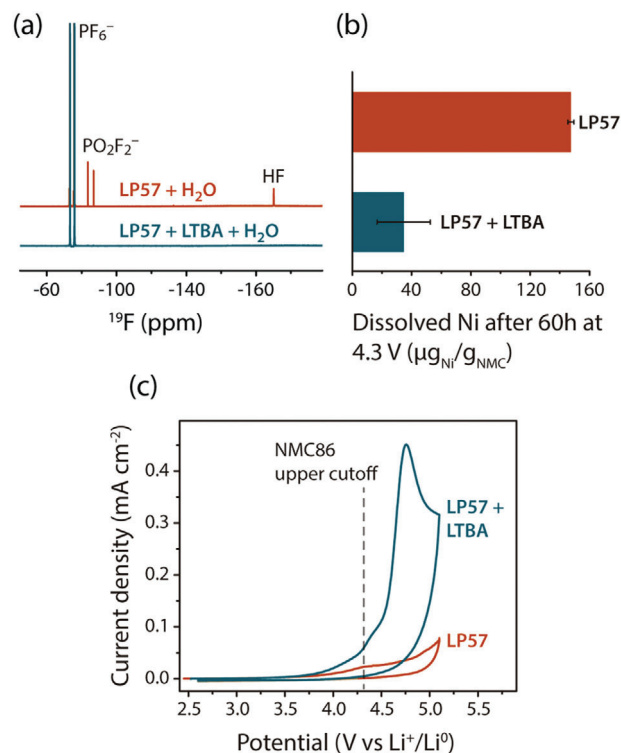 (a)
PF₆⁻
PO₂F₂⁻
HF
LP57 + H₂O
LP57 + LTBA + H₂O
-60 -100 -140 -160
¹⁹F (ppm)
(b)
LP57
LP57 + LTBA
0 40 80 120 160
Dissolved Ni after 60h at
4.3 V (μgNi/gNMC)
(c)
NMC86
upper cutoff
LP57 +
LTBA
LP57
0.4
0.3
0.2
0.1
0.0
Current density (mA cm⁻²)
2.5 3.0 3.5 4.0 4.5 5.0 5.5
Potential (V vs Li⁺/Li⁰)